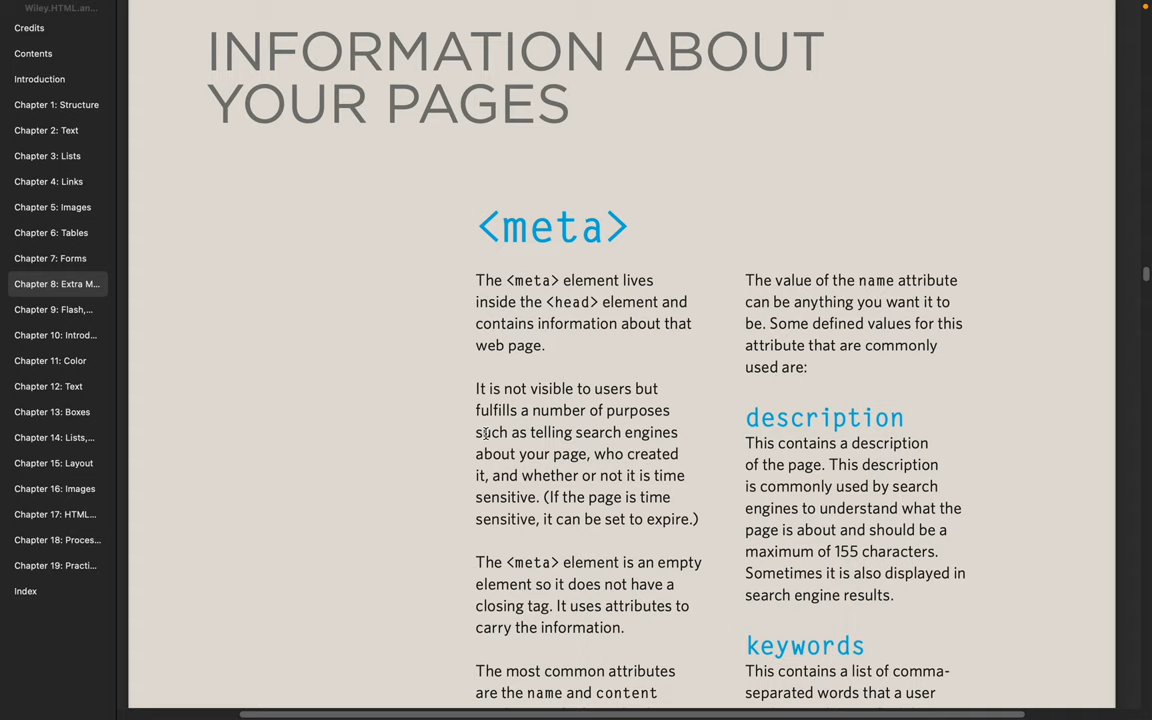 Wiley.HTML.an...
Credits
Contents
Introduction
Chapter 1: Structure
Chapter 2: Text
Chapter 3: Lists
Chapter 4: Links
Chapter 5: Images
Chapter 6: Tables
Chapter 7: Forms
Chapter 8: Extra M...
Chapter 9: Flash,...
Chapter 10: Introd...
Chapter 11: Color
Chapter 12: Text
Chapter 13: Boxes
Chapter 14: Lists,...
Chapter 15: Layout
Chapter 16: Images
Chapter 17: HTML...
Chapter 18: Proces...
Chapter 19: Practi...
Index
INFORMATION ABOUT
YOUR PAGES
<meta>
The <meta> element lives
inside the <head> element and
contains information about that
web page.
It is not visible to users but
fulfills a number of purposes
such as telling search engines
about your page, who created
it, and whether or not it is time
sensitive. (If the page is time
sensitive, it can be set to expire.)
The <meta> element is an empty
element so it does not have a
closing tag. It uses attributes to
carry the information.
The most common attributes
are the name and content
The value of the name attribute
can be anything you want it to
be. Some defined values for this
attribute that are commonly
used are:
description
This contains a description
of the page. This description
is commonly used by search
engines to understand what the
page is about and should be a
maximum of 155 characters.
Sometimes it is also displayed in
search engine results.
keywords
This contains a list of comma-
separated words that a user